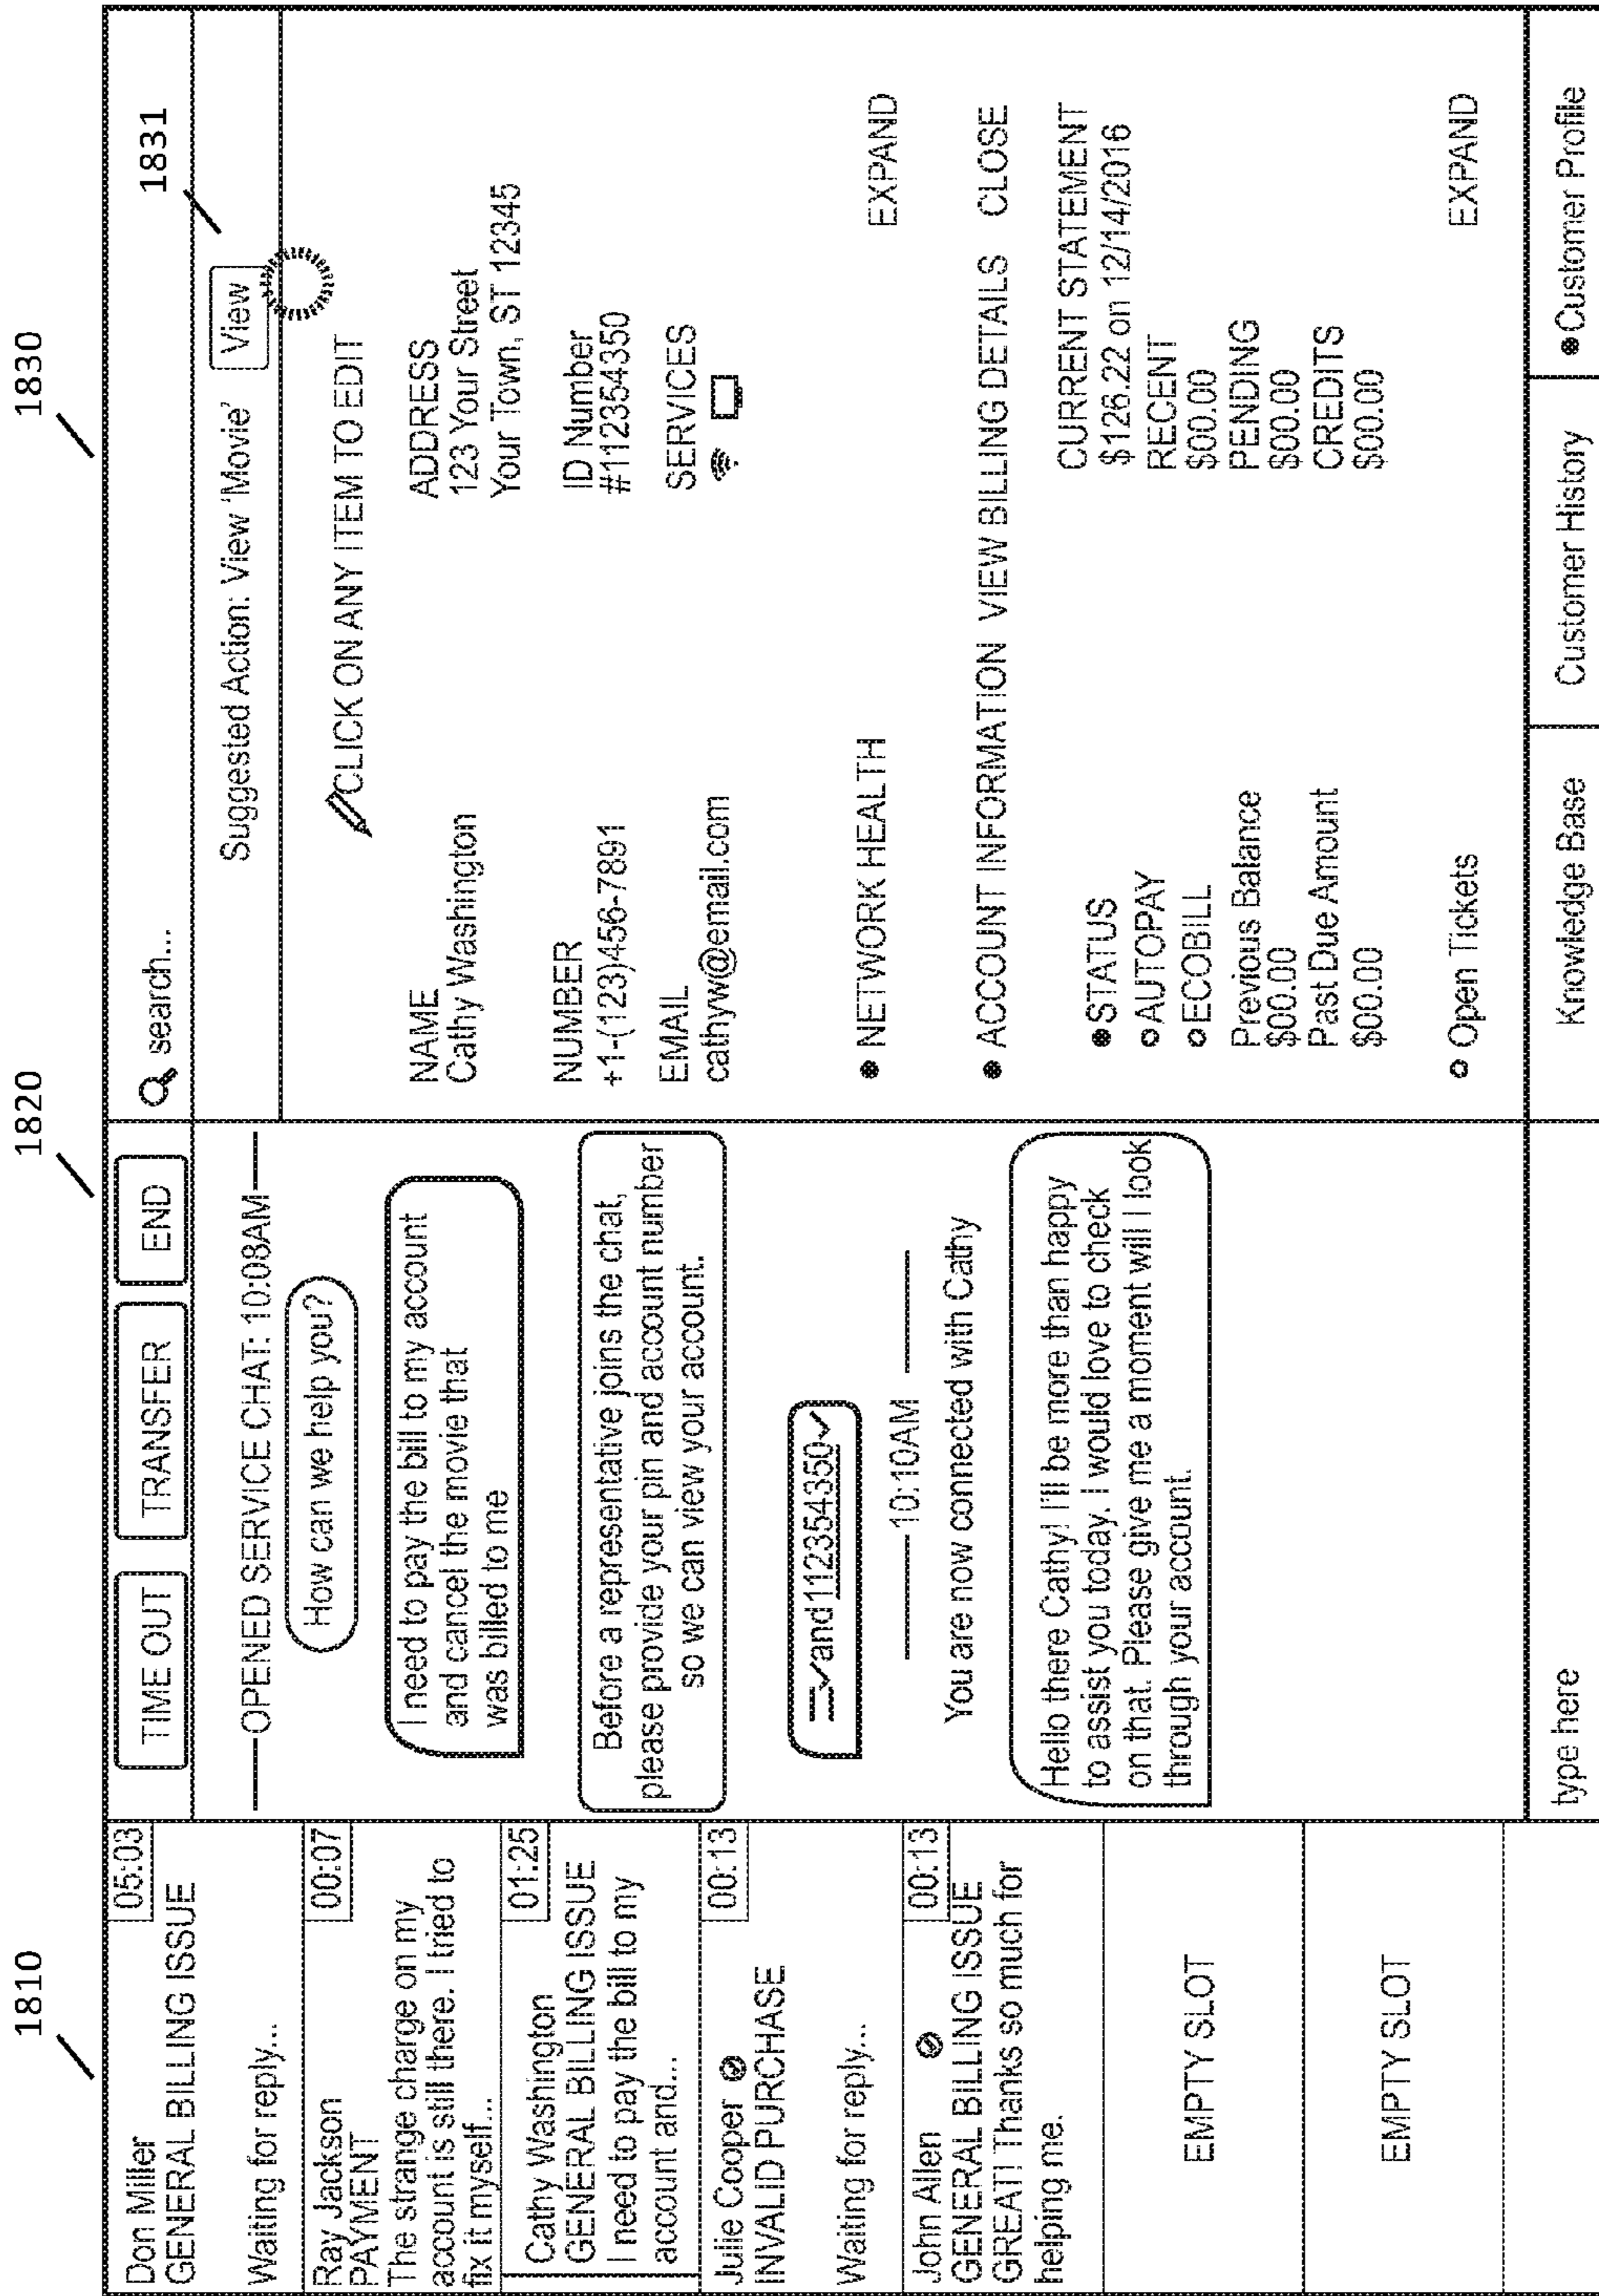 1810
1820
1830
1831
Don Miller
05:03
GENERAL BILLING ISSUE
Waiting for reply...
Ray Jackson
00:07
PAYMENT
The strange charge on my
account is still there. I tried to
fix it myself...
Cathy Washington
01:25
GENERAL BILLING ISSUE
I need to pay the bill to my
account and...
Julie Cooper
00:13
INVALID PURCHASE
Waiting for reply...
John Allen
00:13
GENERAL BILLING ISSUE
GREAT! Thanks so much for
helping me.
EMPTY SLOT
EMPTY SLOT
TIME OUT
TRANSFER
END
OPENED SERVICE CHAT: 10:08AM
How can we help you?
I need to pay the bill to my account
and cancel the movie that
was billed to me
Before a representative joins the chat,
please provide your pin and account number
so we can view your account.
and 112354350
10:10AM
You are now connected with Cathy
Hello there Cathy! I'll be more than happy
to assist you today. I would love to check
on that. Please give me a moment will I look
through your account.
type here
search...
Suggested Action: View 'Movie'
View
CLICK ON ANY ITEM TO EDIT
NAME
Cathy Washington
NUMBER
+1-(123)456-7891
EMAIL
cathyw@email.com
ADDRESS
123 Your Street
Your Town, ST 12345
ID Number
#112354350
SERVICES
NETWORK HEALTH
EXPAND
ACCOUNT INFORMATION VIEW BILLING DETAILS CLOSE
STATUS
AUTOPAY
ECOBILL
Previous Balance
$00.00
Past Due Amount
$00.00
CURRENT STATEMENT
$126.22 on 12/14/2016
RECENT
$00.00
PENDING
$00.00
CREDITS
$00.00
Open Tickets
EXPAND
Knowledge Base
Customer History
Customer Profile